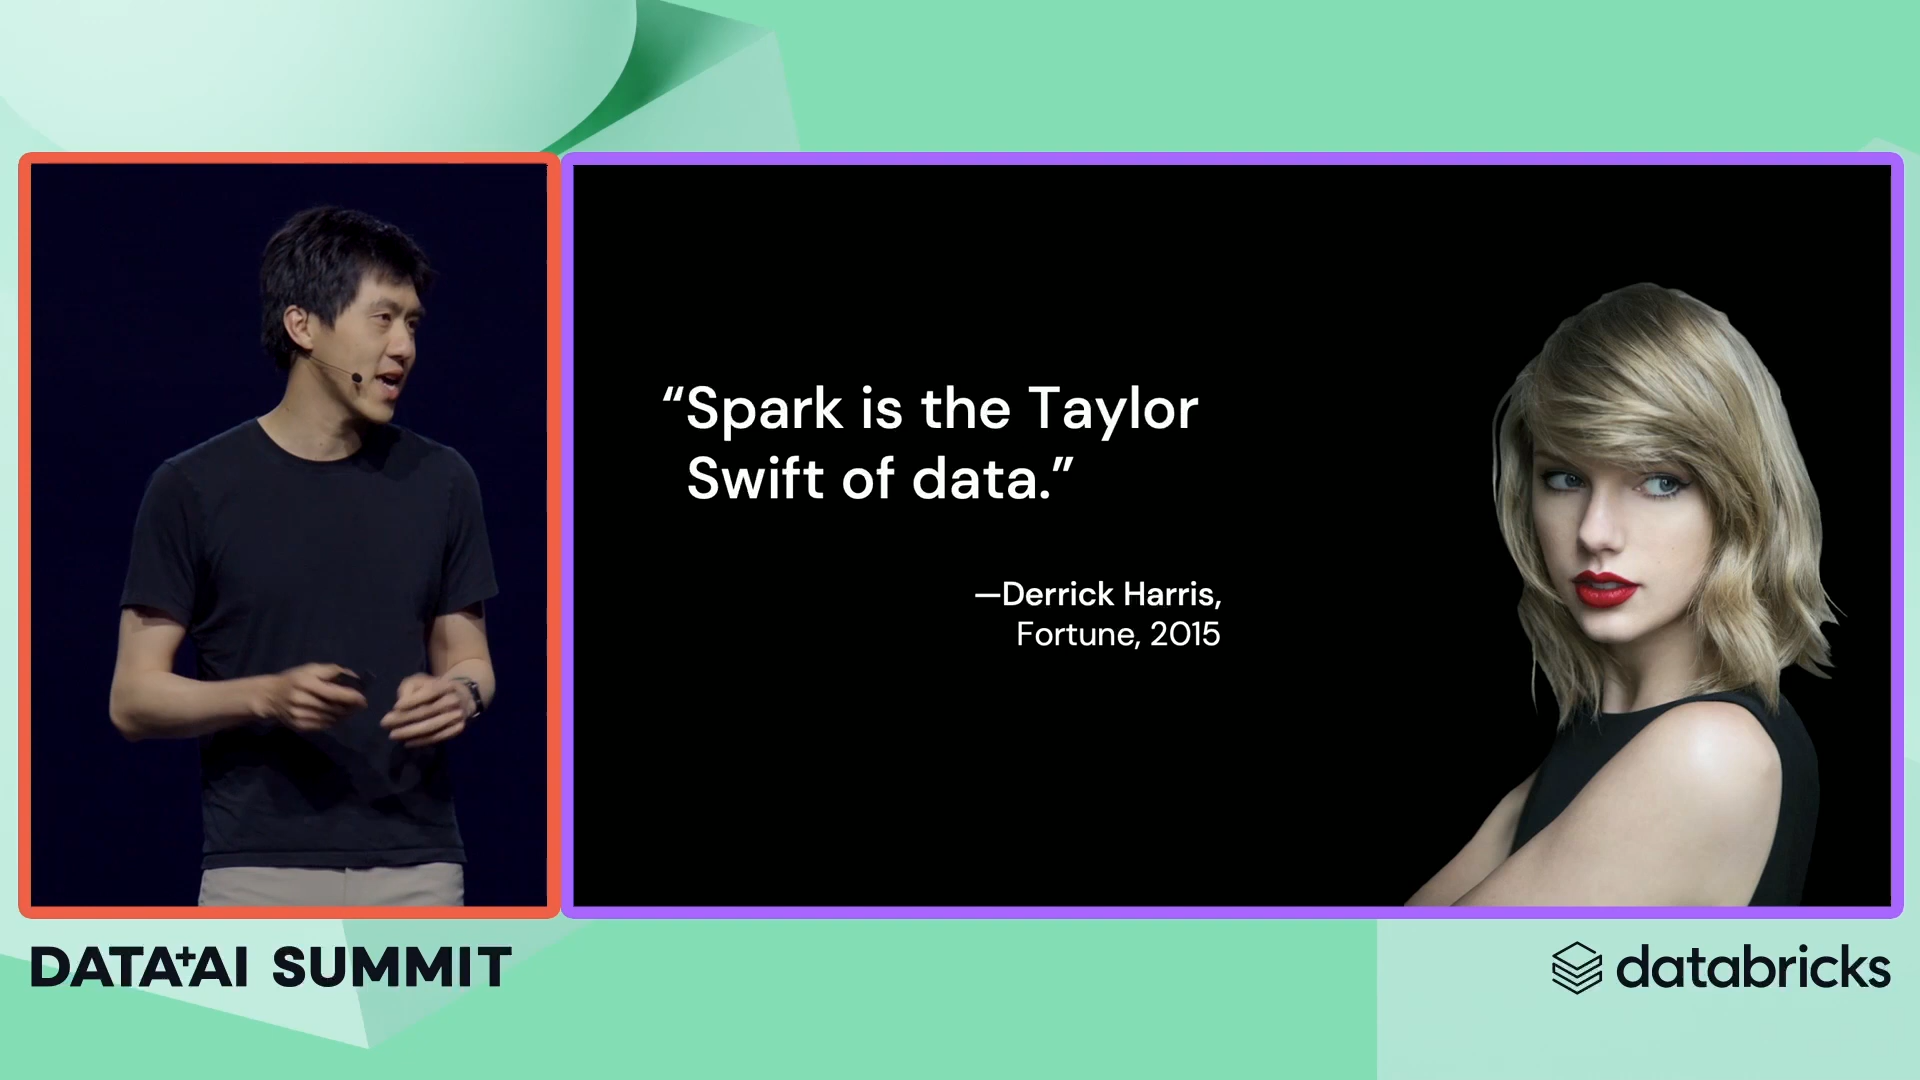 “Spark is the Taylor
Swift of data.”
—Derrick Harris,
Fortune, 2015
DATA+AI SUMMIT
databricks